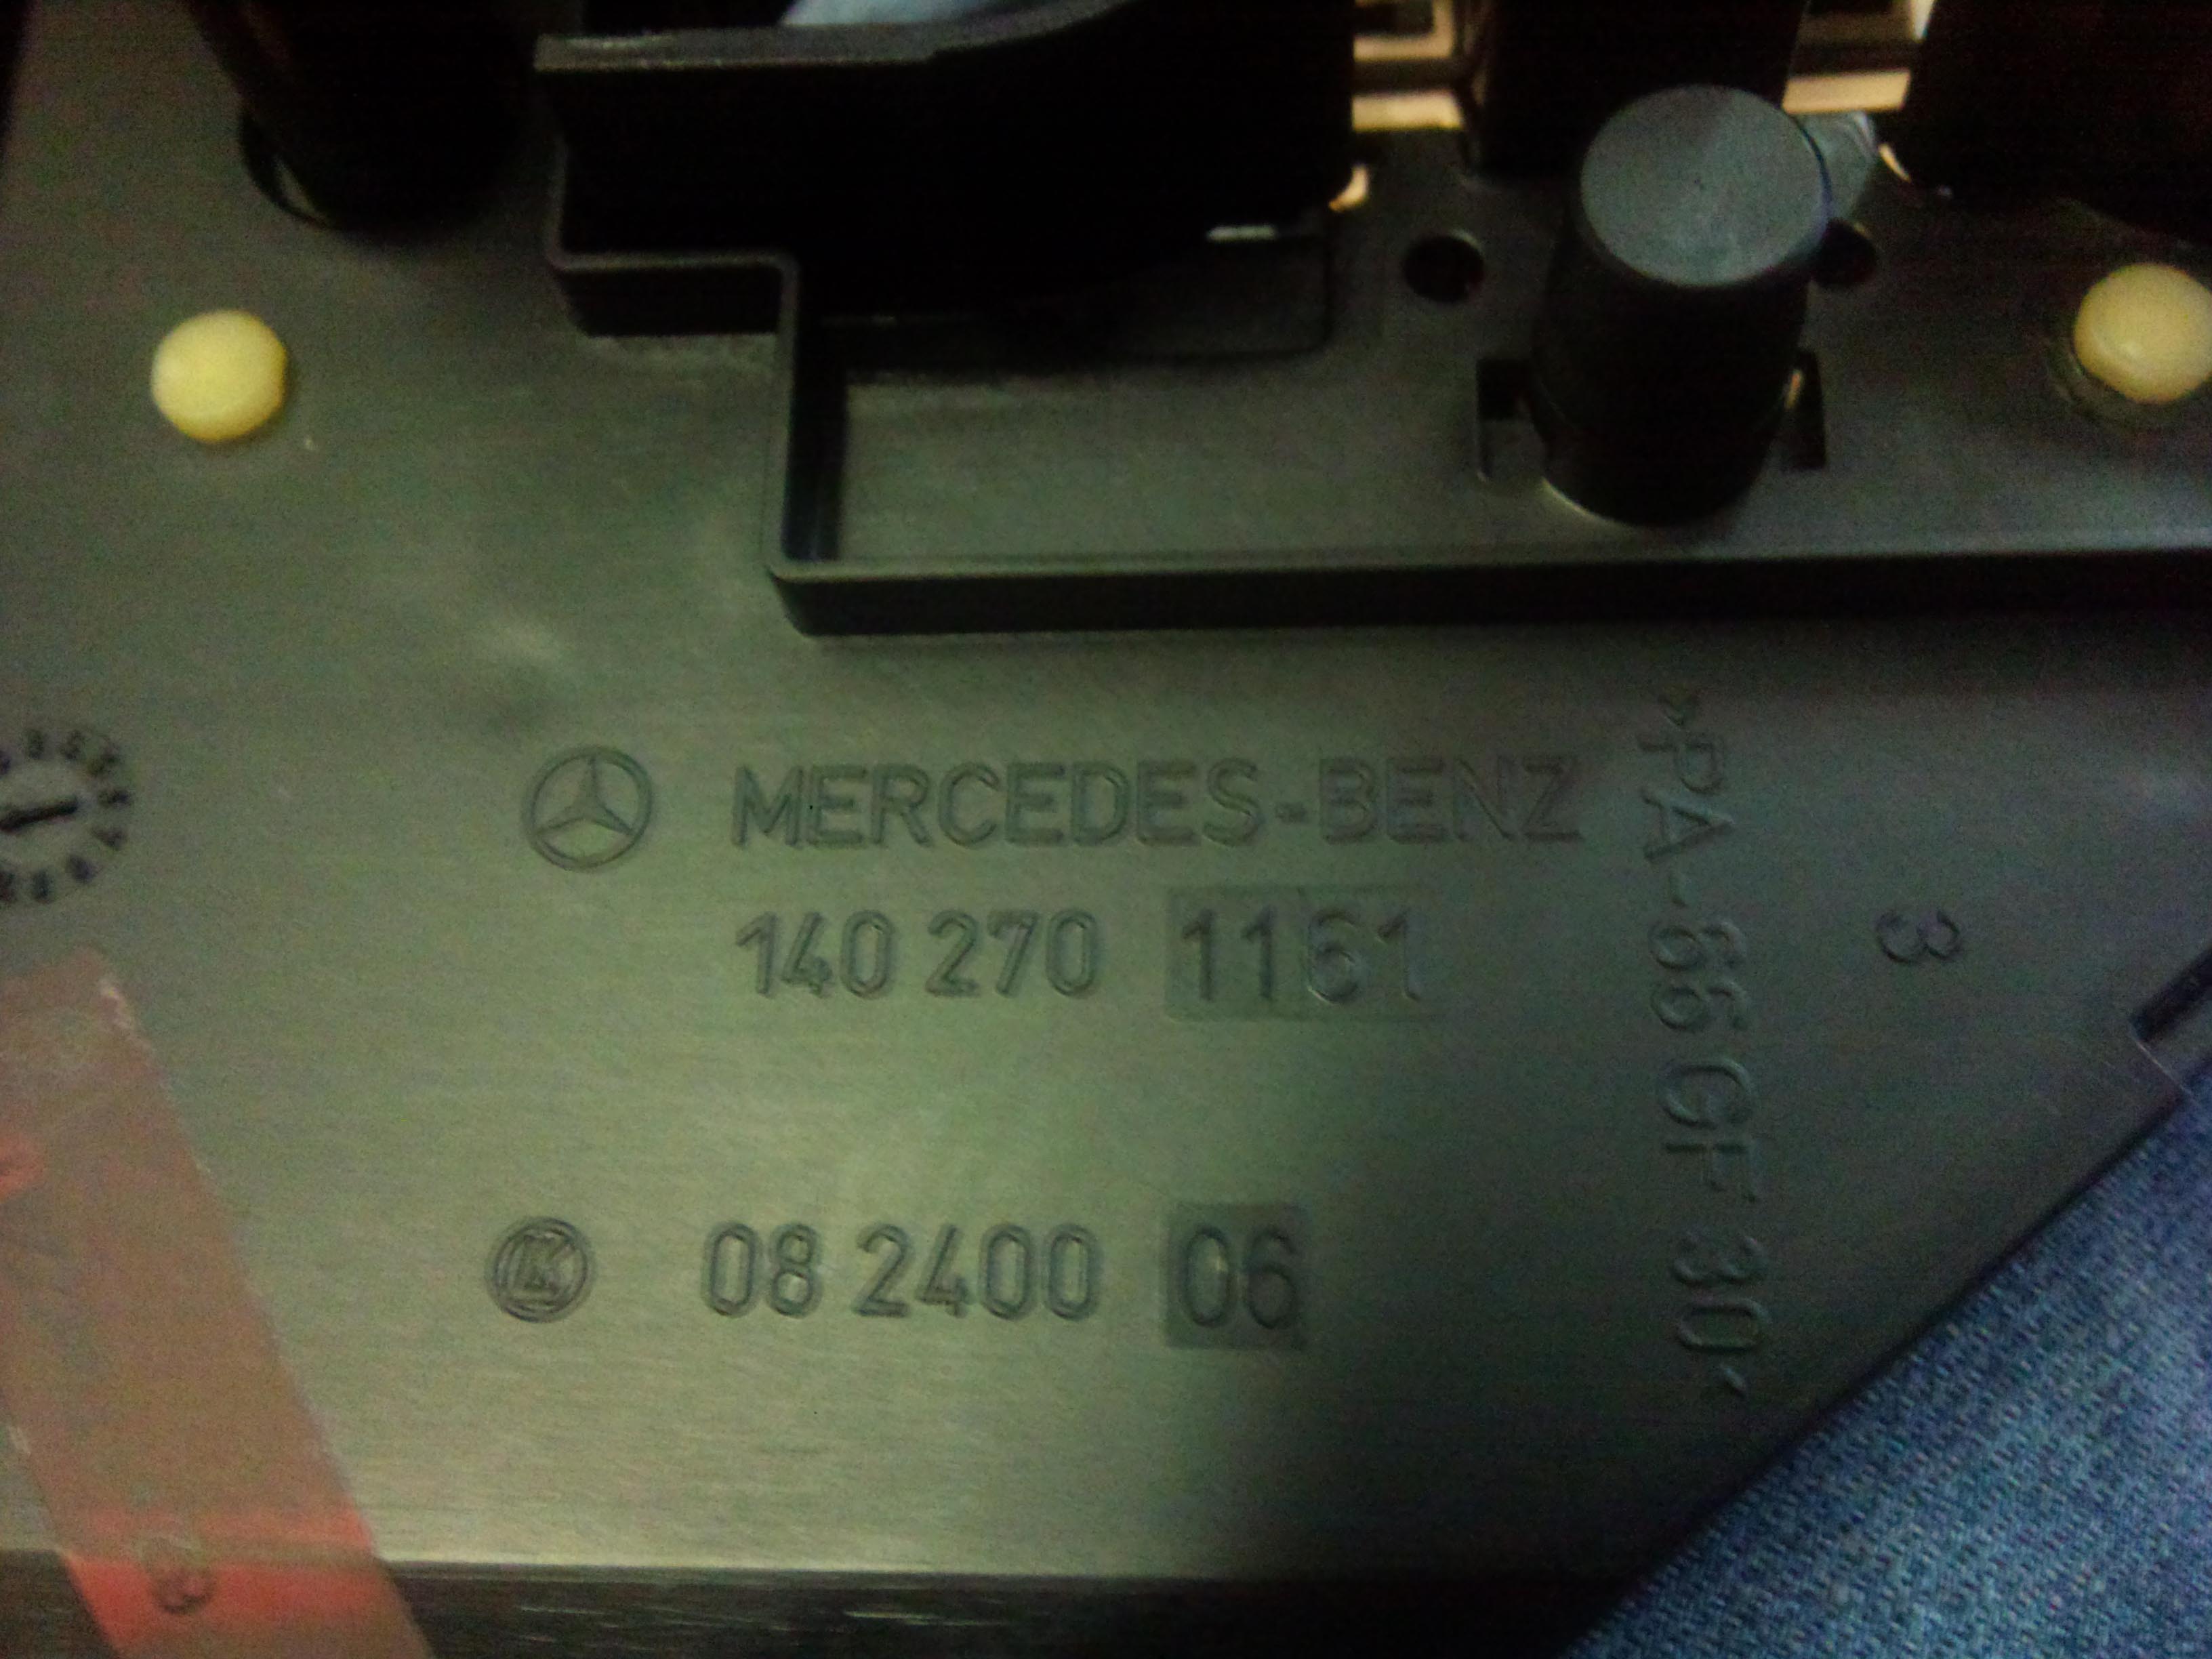 MERCEDES-BENZ
140 270 1161
08 2400 06
>PA-66 GF 30<
3